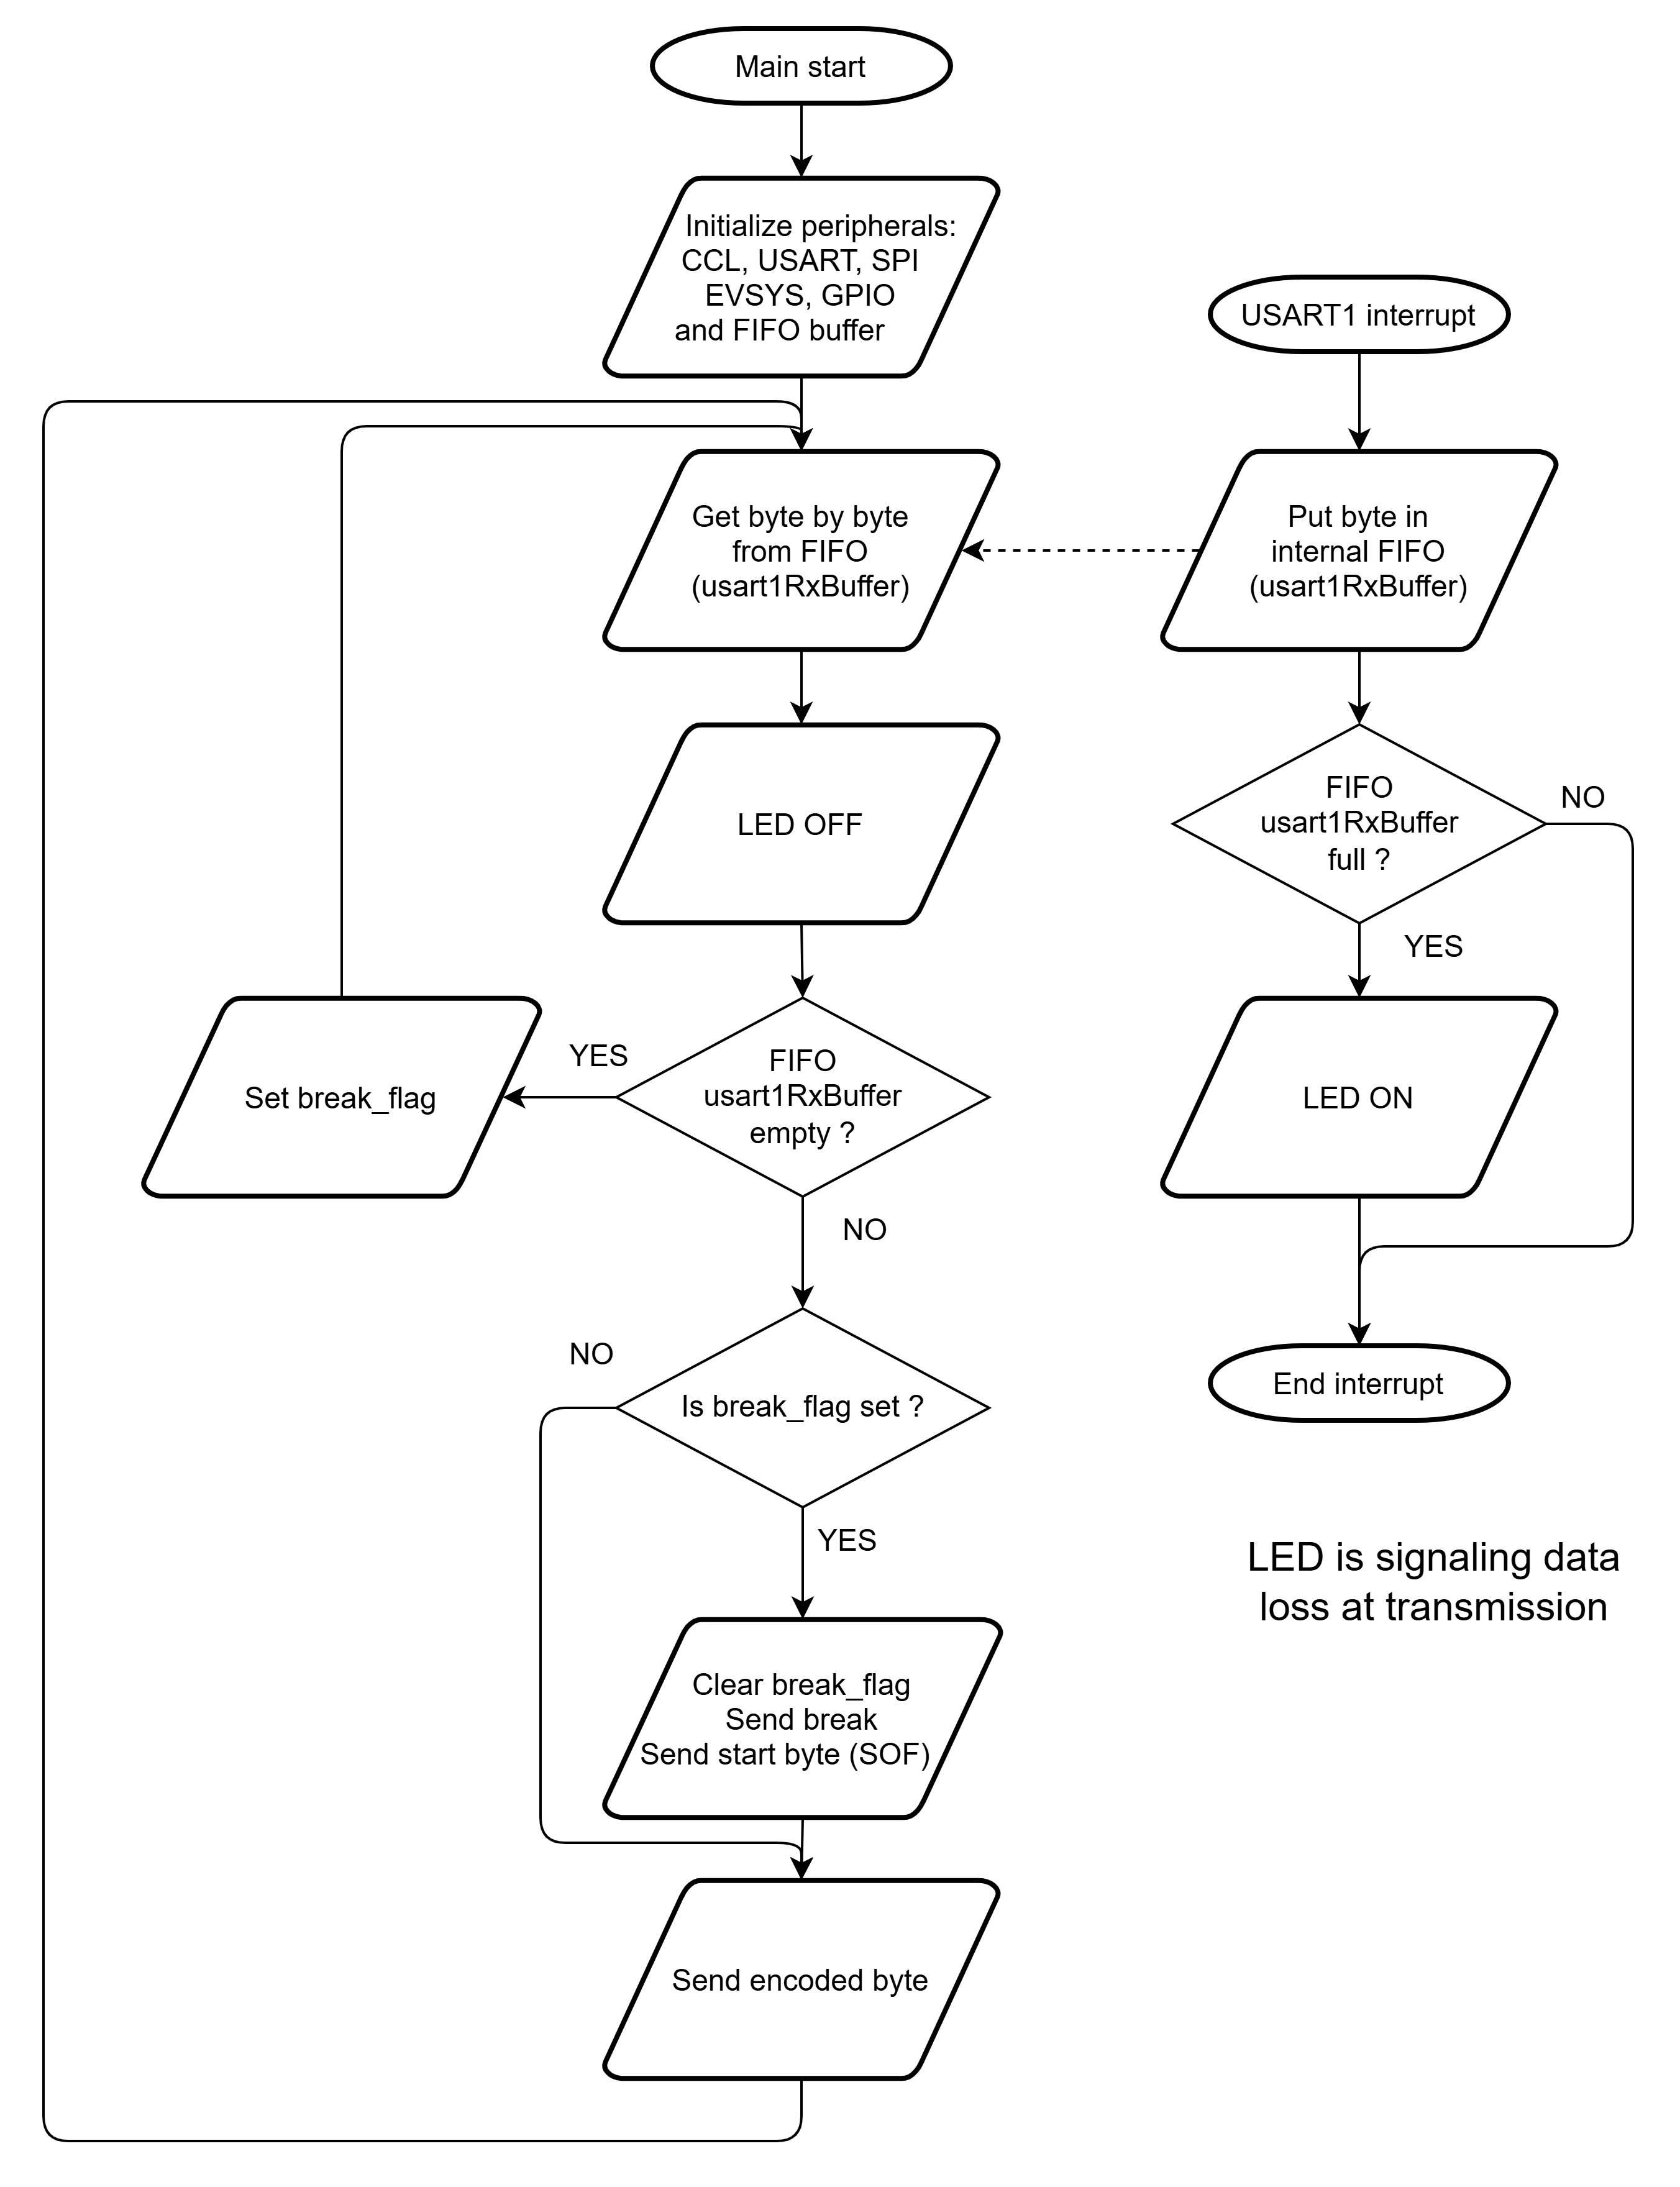 Main start
Initialize peripherals:
CCL, USART, SPI
EVSYS, GPIO
and FIFO buffer
Get byte by byte
from FIFO
(usart1RxBuffer)
LED OFF
FIFO
usart1RxBuffer
empty ?
YES
Set break_flag
NO
Is break_flag set ?
NO
YES
Clear break_flag
Send break
Send start byte (SOF)
Send encoded byte
USART1 interrupt
Put byte in
internal FIFO
(usart1RxBuffer)
FIFO
usart1RxBuffer
full ?
NO
YES
LED ON
End interrupt
LED is signaling data
loss at transmission